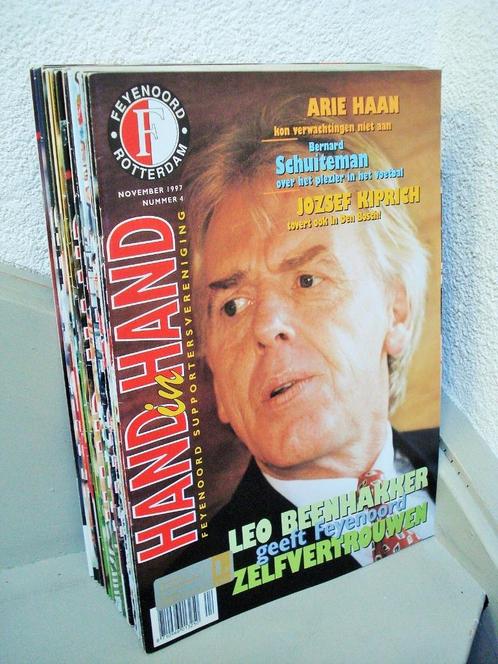 FEYENOORD
F
ROTTERDAM
NOVEMBER 1997
NUMMER 4
HAND in HAND
FEYENOORD SUPPORTERSVERENIGING
ARIE HAAN
kon verwachtingen niet aan
Bernard
Schuiteman
over het plezier in het voetbal
JOZSEF KIPRICH
tovert ook in Den Bosch!
LEO BEENHAKKER
geeft Feyenoord
ZELFVERTROUWEN